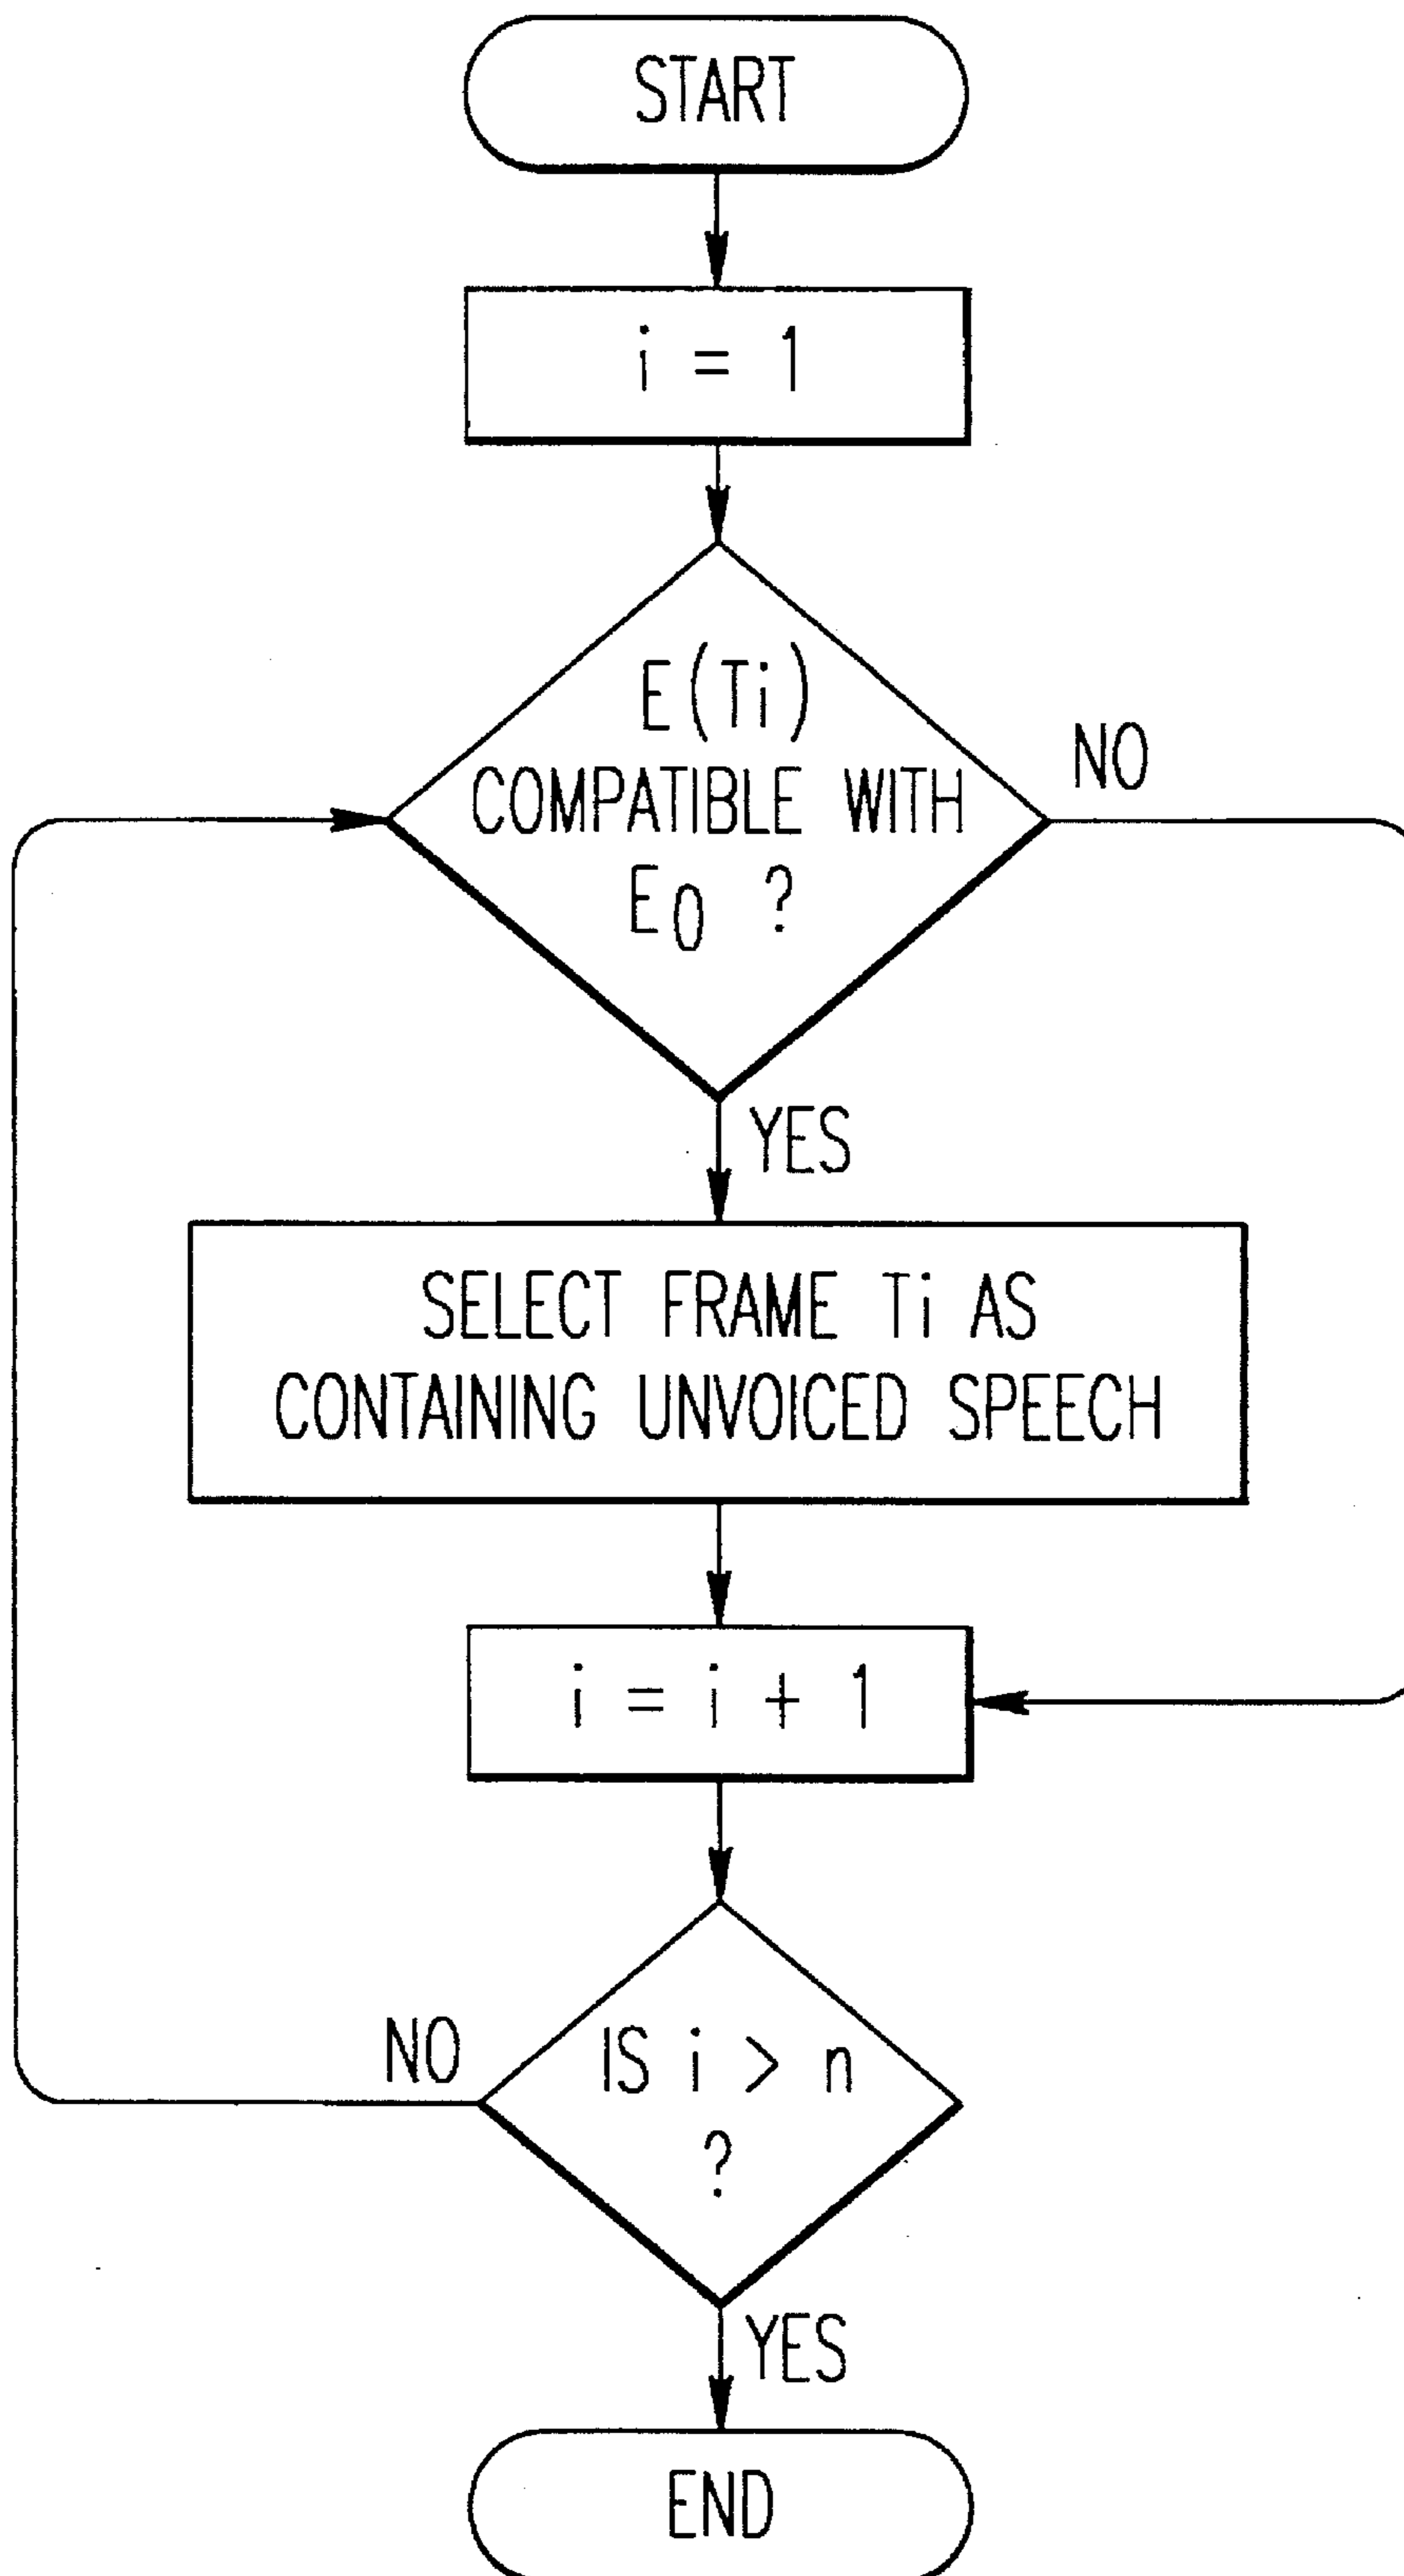 START
i = 1
E(Ti)
COMPATIBLE WITH
E0 ?
NO
YES
SELECT FRAME Ti AS
CONTAINING UNVOICED SPEECH
i = i + 1
IS i > n
?
NO
YES
END